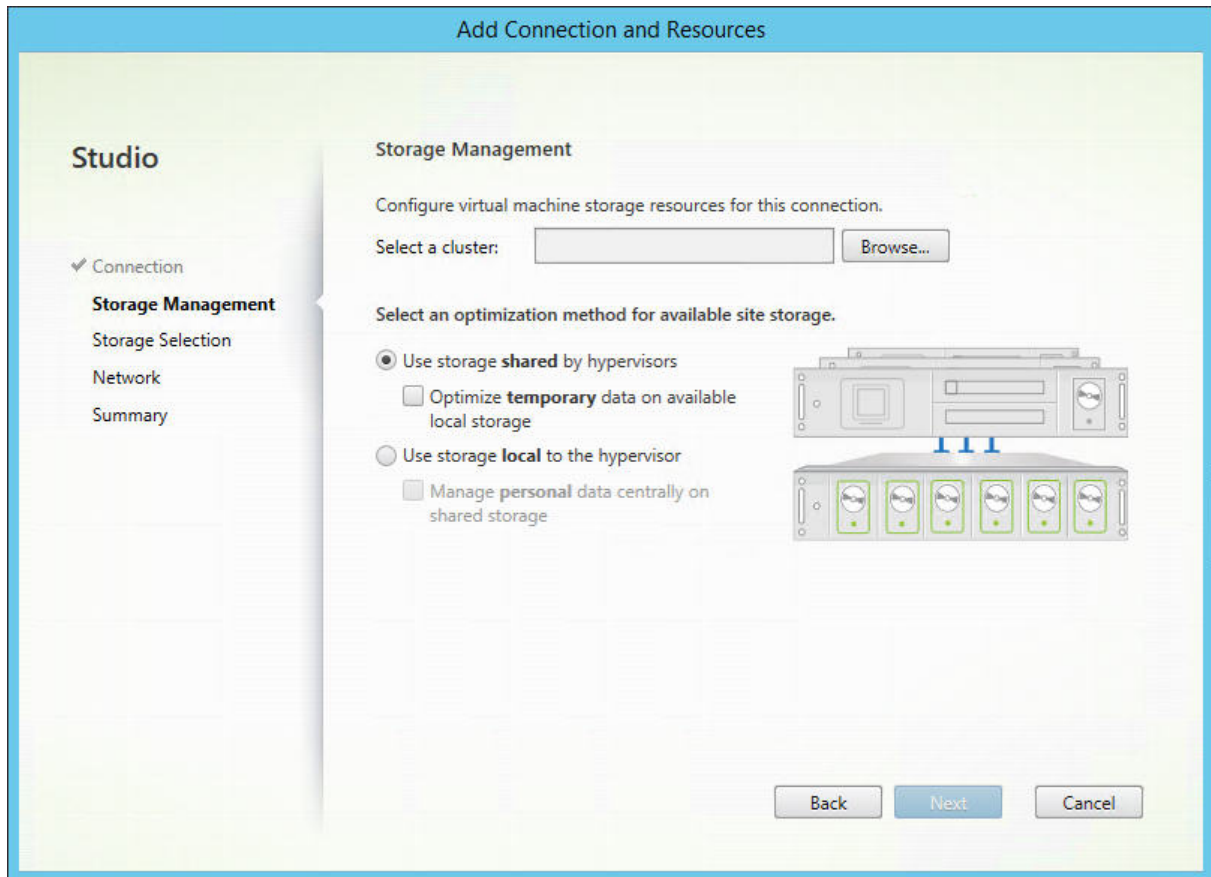 Add Connection and Resources
Studio
Connection
Storage Management
Storage Selection
Network
Summary
Storage Management
Configure virtual machine storage resources for this connection.
Select a cluster:
Browse...
Select an optimization method for available site storage.
Use storage shared by hypervisors
Optimize temporary data on available
local storage
Use storage local to the hypervisor
Manage personal data centrally on
shared storage
Back
Next
Cancel